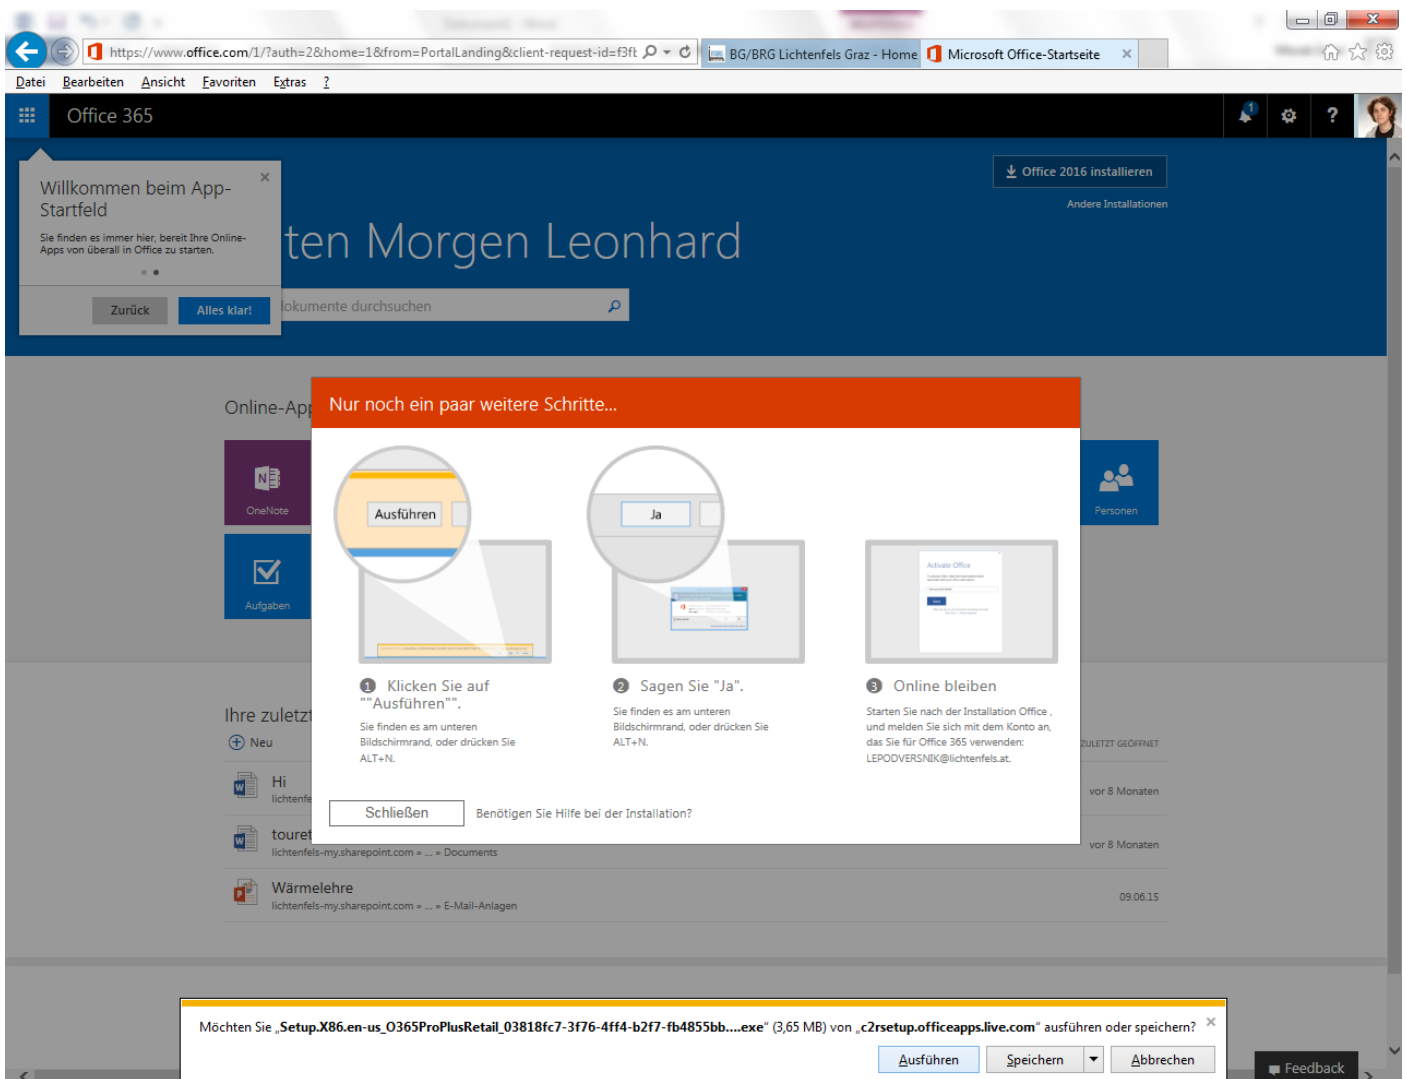 https://www.office.com/1/?auth=2&home=1&from=PortalLanding&client-request-id=f3ft
BG/BRG Lichtenfels Graz - Home
Microsoft Office-Startseite
Datei Bearbeiten Ansicht Favoriten Extras ?
Office 365
1
?
Office 2016 installieren
Andere Installationen
Willkommen beim App-
Startfeld
Sie finden es immer hier, bereit Ihre Online-
Apps von überall in Office zu starten.
Zurück
Alles klar!
ten Morgen Leonhard
dokumente durchsuchen
Online-App
OneNote
Aufgaben
Personen
Nur noch ein paar weitere Schritte...
Ausführen
Ja
Activate Office
1 Klicken Sie auf
""Ausführen"".
Sie finden es am unteren
Bildschirmrand, oder drücken Sie
ALT+N.
2 Sagen Sie "Ja".
Sie finden es am unteren
Bildschirmrand, oder drücken Sie
ALT+N.
3 Online bleiben
Starten Sie nach der Installation Office ,
und melden Sie sich mit dem Konto an,
das Sie für Office 365 verwenden:
LEPODVERSNIK@lichtenfels.at.
Schließen
Benötigen Sie Hilfe bei der Installation?
Ihre zuletzt
Neu
ZULETZT GEÖFFNET
Hi
lichtenfe
vor 8 Monaten
touret
lichtenfels-my.sharepoint.com » ... » Documents
vor 8 Monaten
Wärmelehre
lichtenfels-my.sharepoint.com » ... » E-Mail-Anlagen
09.06.15
Möchten Sie „Setup.X86.en-us_O365ProPlusRetail_03818fc7-3f76-4ff4-b2f7-fb4855bb....exe“ (3,65 MB) von „c2rsetup.officeapps.live.com“ ausführen oder speichern?
Ausführen
Speichern
Abbrechen
Feedback